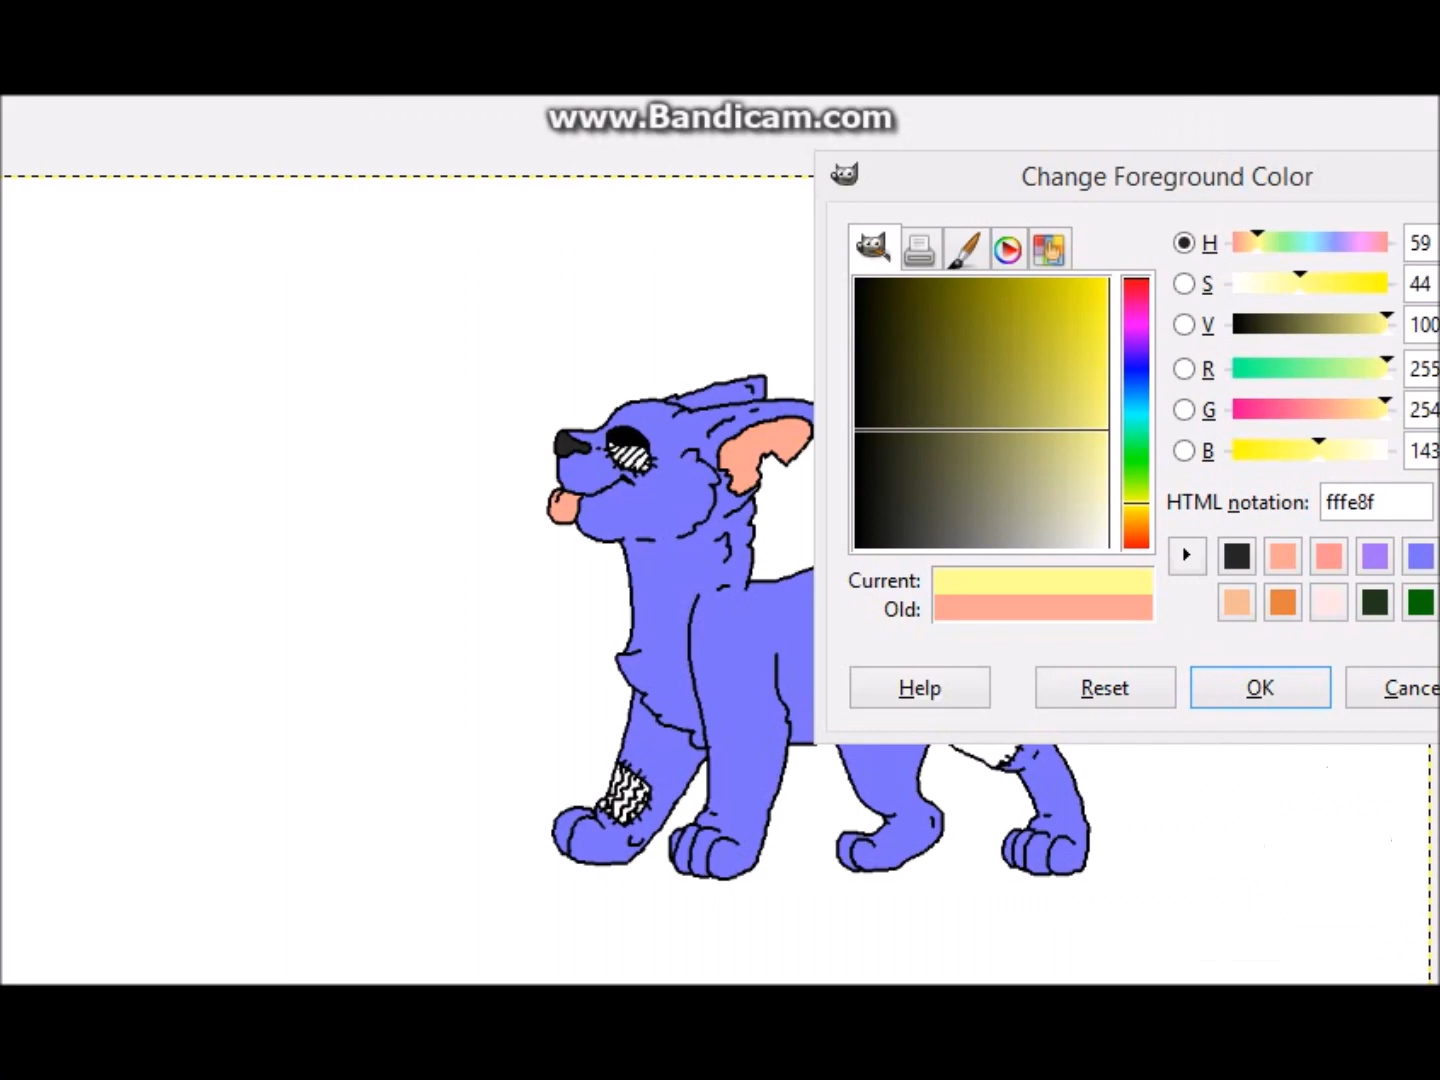 www.Bandicam.com
Change Foreground Color
H 59
S 44
V 100
R 255
G 254
B 143
HTML notation: fffe8f
Current:
Old:
Help Reset OK Cance